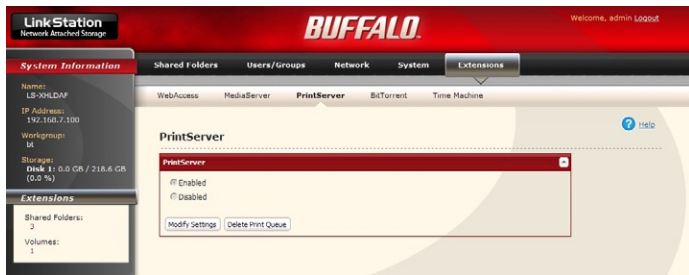 LinkStation
Network Attached Storage
BUFFALO
Welcome, admin Logout
System Information
Shared Folders
Users/Groups
Network
System
Extensions
Name:
LS-XHLDAF
IP Address:
192.168.7.100
Workgroup:
bt
Storage:
Disk 1: 0.0 GB / 218.6 GB
(0.0 %)
Extensions
Shared Folders:
3
Volumes:
1
WebAccess
MediaServer
PrintServer
BitTorrent
Time Machine
Help
PrintServer
PrintServer
Enabled
Disabled
Modify Settings
Delete Print Queue